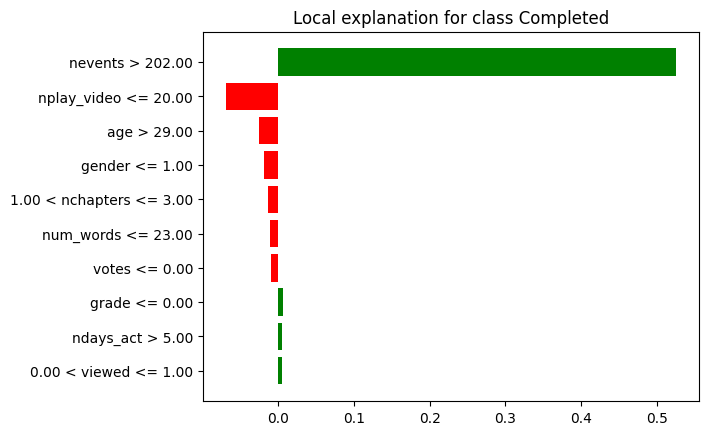 Local explanation for class Completed
nevents > 202.00
nplay_video <= 20.00
age > 29.00
gender <= 1.00
1.00 < nchapters <= 3.00
num_words <= 23.00
votes <= 0.00
grade <= 0.00
ndays_act > 5.00
0.00 < viewed <= 1.00
0.0 0.1 0.2 0.3 0.4 0.5